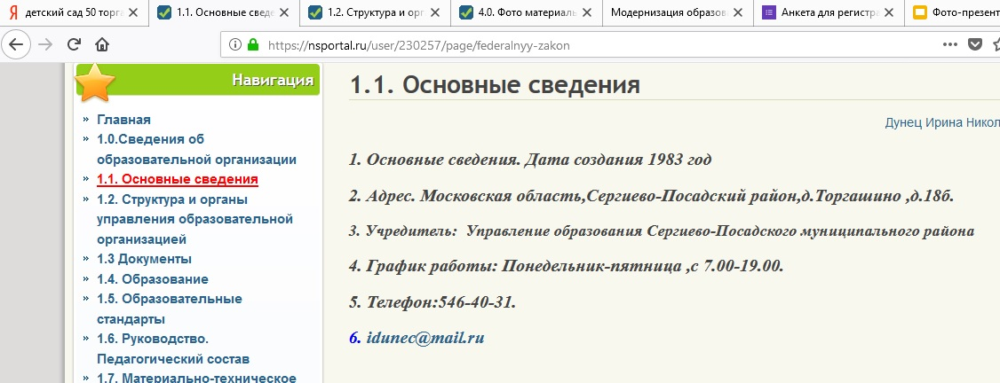 детский сад 50 торга
1.1. Основные сведе
1.2. Структура и орг
4.0. Фото материаль
Модернизация образов
Анкета для регистра
Фото-презент
https://nsportal.ru/user/230257/page/federalnyy-zakon
Навигация
Главная
1.0.Сведения об
образовательной организации
1.1. Основные сведения
1.2. Структура и органы
управления образовательной
организацией
1.3 Документы
1.4. Образование
1.5. Образовательные
стандарты
1.6. Руководство.
Педагогический состав
1.7. Материально-техническое
1.1. Основные сведения
Дунец Ирина Никол
1. Основные сведения. Дата создания 1983 год
2. Адрес. Московская область,Сергиево-Посадский район,д.Торгашино ,д.18б.
3. Учредитель: Управление образования Сергиево-Посадского муниципального района
4. График работы: Понедельник-пятница ,с 7.00-19.00.
5. Телефон:546-40-31.
6. idunec@mail.ru